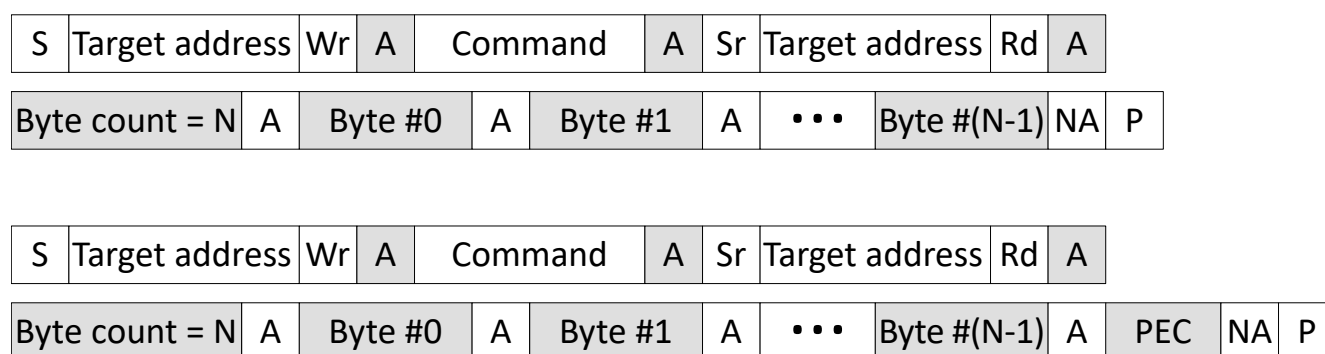 S Target address Wr A Command A Sr Target address Rd A
Byte count = N A Byte #0 A Byte #1 A ••• Byte #(N-1) NA P
S Target address Wr A Command A Sr Target address Rd A
Byte count = N A Byte #0 A Byte #1 A ••• Byte #(N-1) A PEC NA P